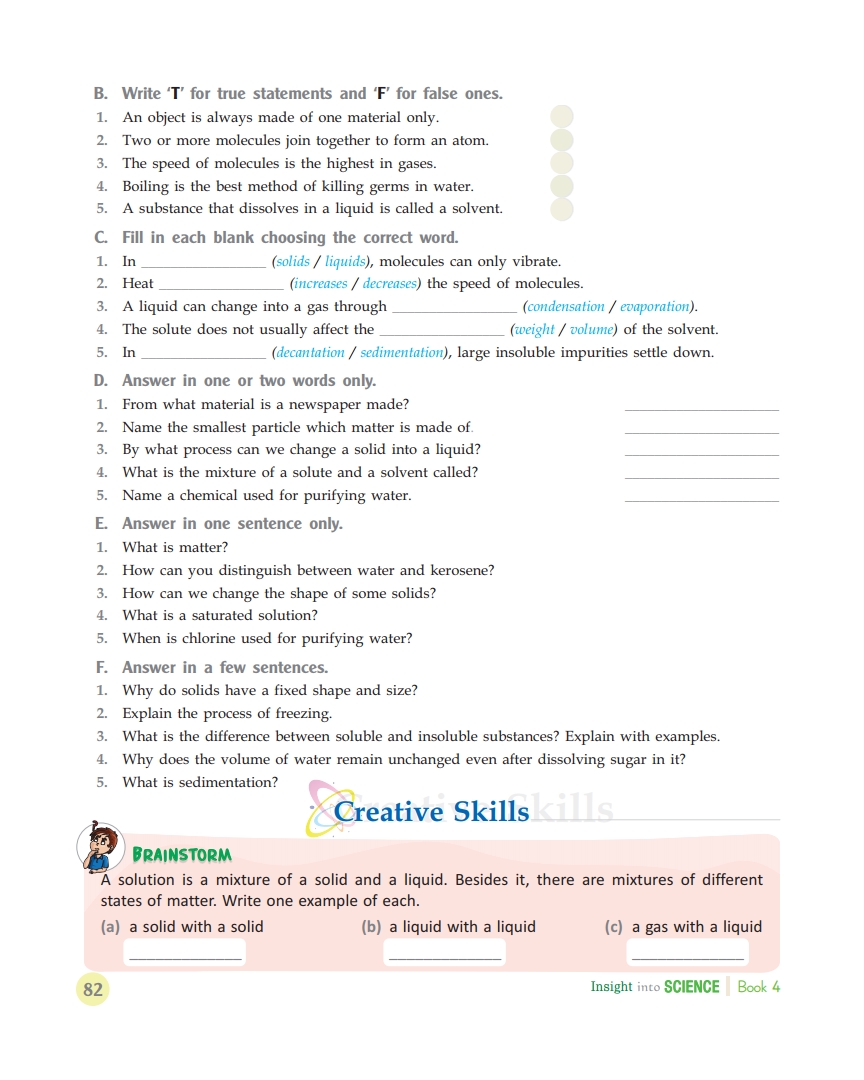 B. Write ‘T’ for true statements and ‘F’ for false ones.
1. An object is always made of one material only.
2. Two or more molecules join together to form an atom.
3. The speed of molecules is the highest in gases.
4. Boiling is the best method of killing germs in water.
5. A substance that dissolves in a liquid is called a solvent.
C. Fill in each blank choosing the correct word.
1. In ________________ (solids / liquids), molecules can only vibrate.
2. Heat ________________ (increases / decreases) the speed of molecules.
3. A liquid can change into a gas through ________________ (condensation / evaporation).
4. The solute does not usually affect the ________________ (weight / volume) of the solvent.
5. In ________________ (decantation / sedimentation), large insoluble impurities settle down.
D. Answer in one or two words only.
1. From what material is a newspaper made? ____________________
2. Name the smallest particle which matter is made of. ____________________
3. By what process can we change a solid into a liquid? ____________________
4. What is the mixture of a solute and a solvent called? ____________________
5. Name a chemical used for purifying water. ____________________
E. Answer in one sentence only.
1. What is matter?
2. How can you distinguish between water and kerosene?
3. How can we change the shape of some solids?
4. What is a saturated solution?
5. When is chlorine used for purifying water?
F. Answer in a few sentences.
1. Why do solids have a fixed shape and size?
2. Explain the process of freezing.
3. What is the difference between soluble and insoluble substances? Explain with examples.
4. Why does the volume of water remain unchanged even after dissolving sugar in it?
5. What is sedimentation?
Creative Skills
BRAINSTORM
A solution is a mixture of a solid and a liquid. Besides it, there are mixtures of different
states of matter. Write one example of each.
(a) a solid with a solid (b) a liquid with a liquid (c) a gas with a liquid
______________ ______________ ______________
82 Insight into SCIENCE Book 4